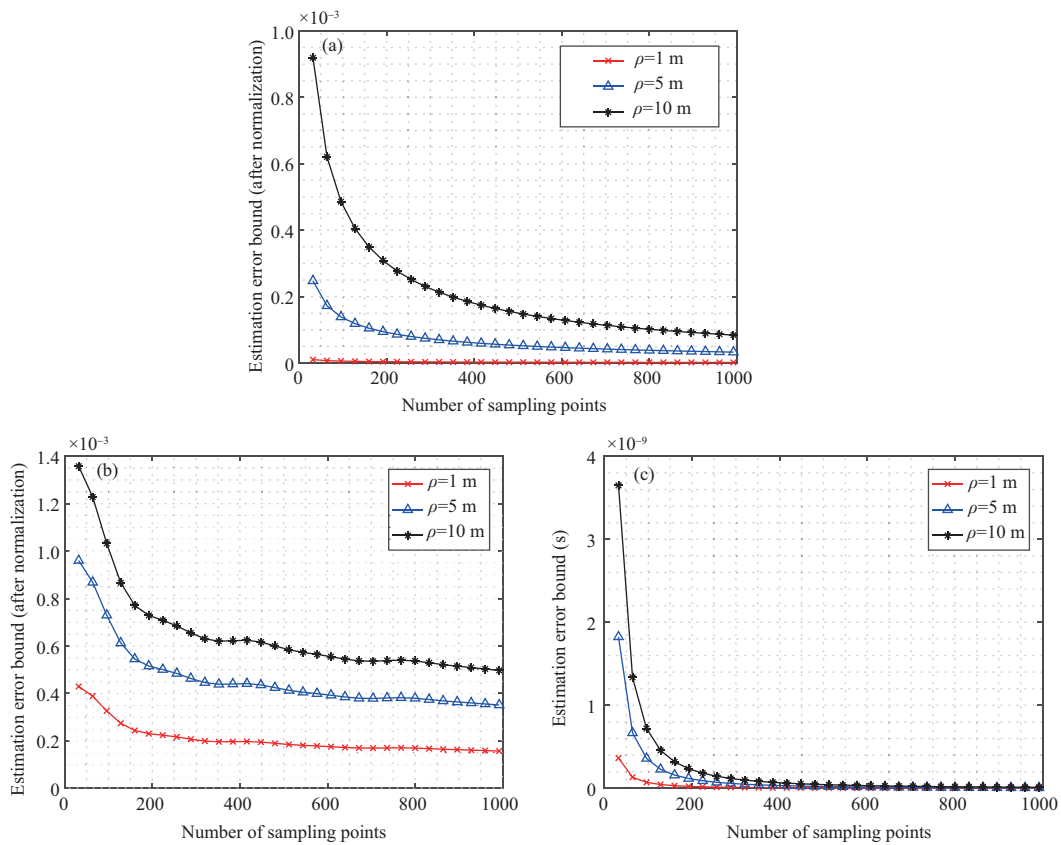 ×10⁻³
(a)
1.0
0.8
0.6
0.4
0.2
0
Estimation error bound (after normalization)
ρ=1 m
ρ=5 m
ρ=10 m
0 200 400 600 800 1000
Number of sampling points
×10⁻³
(b)
1.4
1.2
1.0
0.8
0.6
0.4
0.2
0
Estimation error bound (after normalization)
ρ=1 m
ρ=5 m
ρ=10 m
0 200 400 600 800 1000
Number of sampling points
×10⁻⁹
(c)
4
3
2
1
0
Estimation error bound (s)
ρ=1 m
ρ=5 m
ρ=10 m
0 200 400 600 800 1000
Number of sampling points